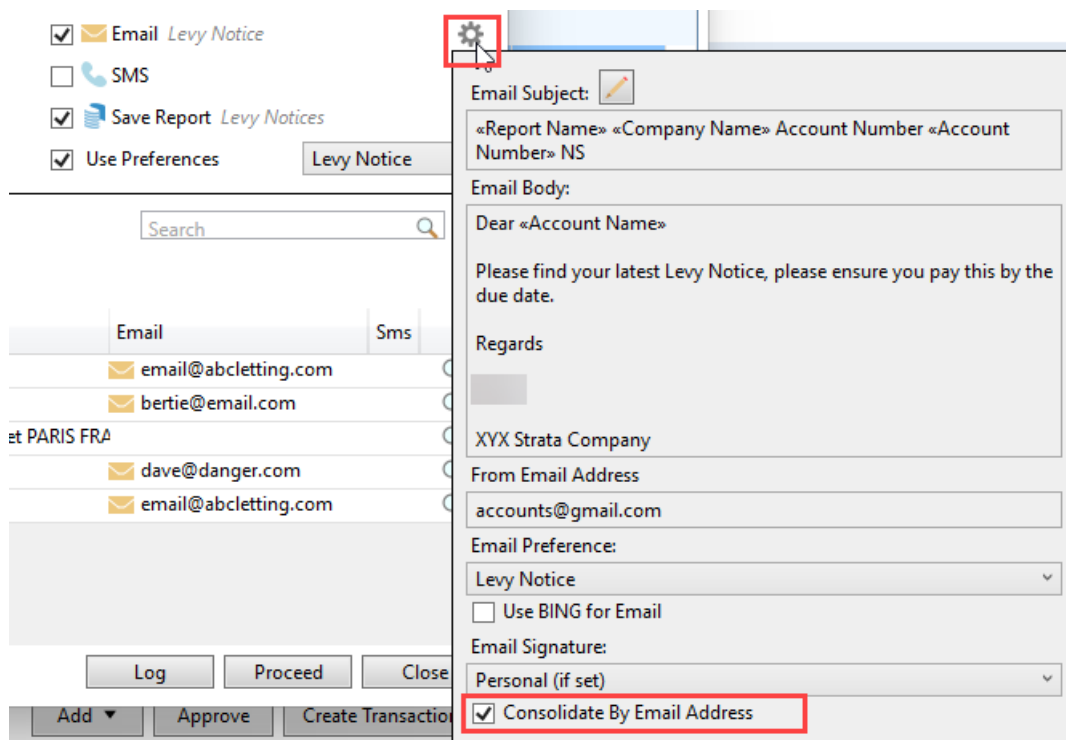 Email Levy Notice
SMS
Save Report Levy Notices
Use Preferences Levy Notice
Search
Email Sms
email@abcletting.com
bertie@email.com
et PARIS FRA
dave@danger.com
email@abcletting.com
Log Proceed Close
Add Approve Create Transaction
Email Subject:
«Report Name» «Company Name» Account Number «Account
Number» NS
Email Body:
Dear «Account Name»
Please find your latest Levy Notice, please ensure you pay this by the
due date.
Regards
XYX Strata Company
From Email Address
accounts@gmail.com
Email Preference:
Levy Notice
Use BING for Email
Email Signature:
Personal (if set)
Consolidate By Email Address